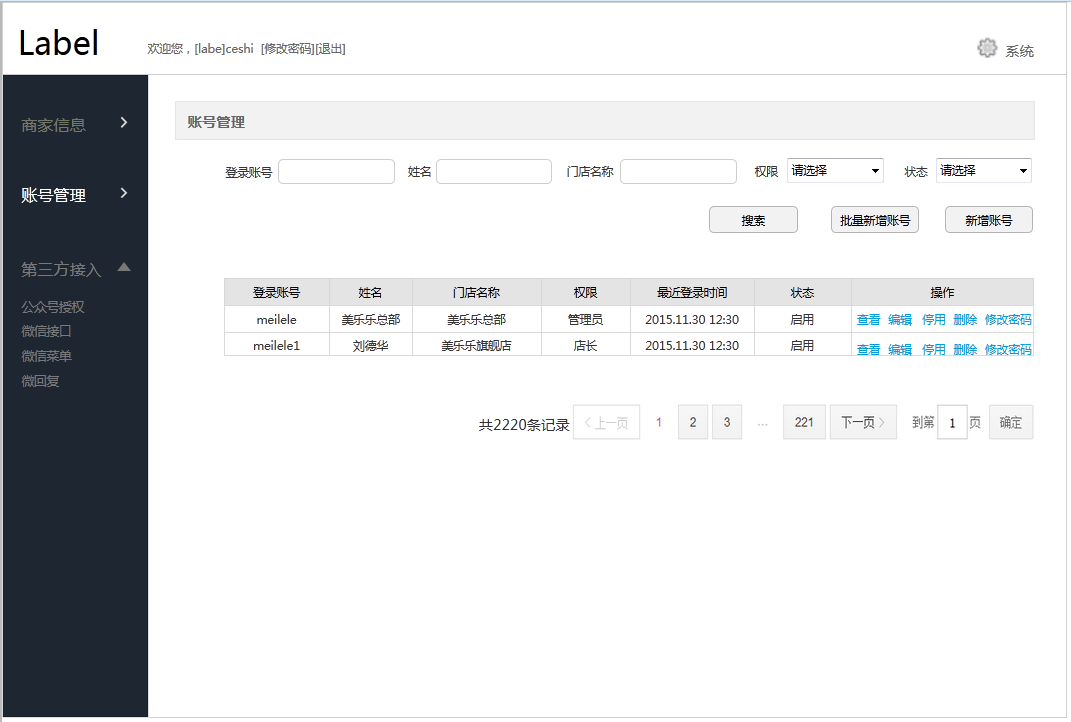 Label 欢迎您，[labe]ceshi [修改密码][退出] 系统
商家信息
账号管理
第三方接入
公众号授权
微信接口
微信菜单
微回复
账号管理
登录账号 姓名 门店名称 权限 请选择 状态 请选择
搜索 批量新增账号 新增账号
登录账号 姓名 门店名称 权限 最近登录时间 状态 操作
meilele 美乐乐总部 美乐乐总部 管理员 2015.11.30 12:30 启用 查看 编辑 停用 删除 修改密码
meilele1 刘德华 美乐乐旗舰店 店长 2015.11.30 12:30 启用 查看 编辑 停用 删除 修改密码
共2220条记录 <上一页 1 2 3 ... 221 下一页> 到第 1 页 确定